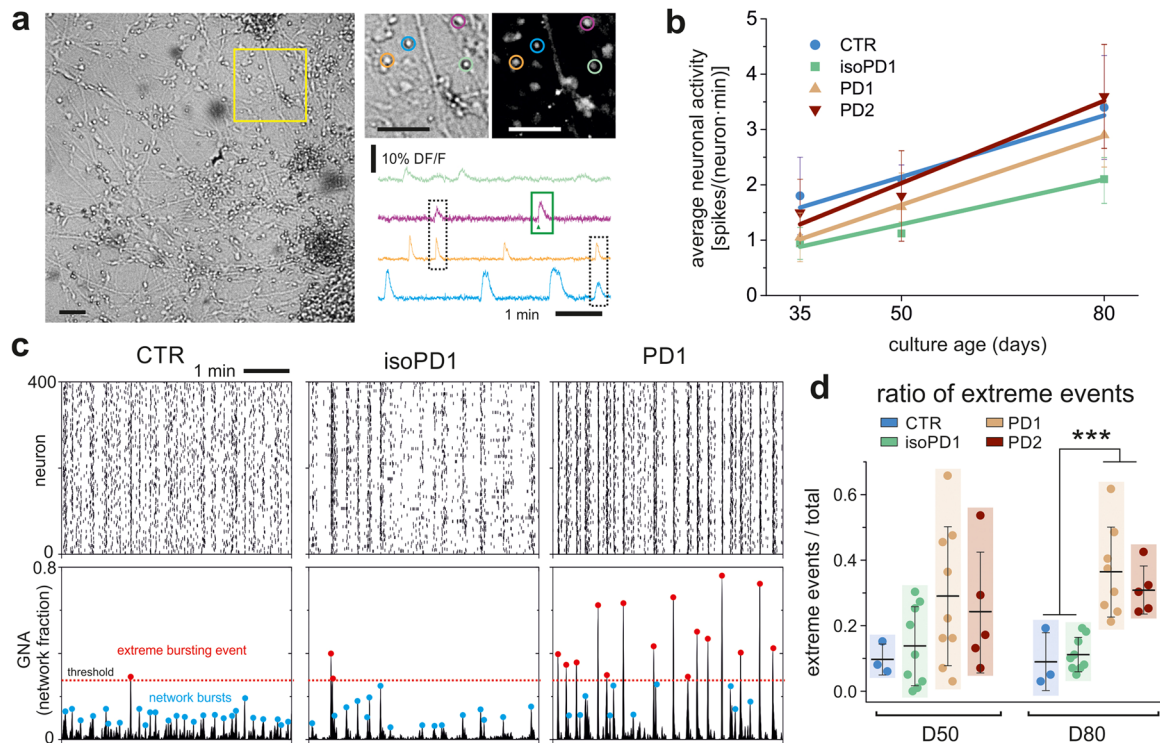 a
10% DF/F
1 min
b
average neuronal activity
[spikes/(neuron·min)]
5
4
3
2
1
0
CTR
isoPD1
PD1
PD2
35
50
80
culture age (days)
c
CTR
isoPD1
PD1
1 min
400
neuron
0
0.8
GNA
(network fraction)
extreme bursting event
threshold
network bursts
0
d
ratio of extreme events
CTR
PD1
isoPD1
PD2
***
extreme events / total
0.6
0.4
0.2
0.0
D50
D80